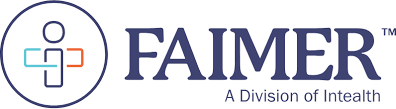 FAIMER™
A Division of Intealth